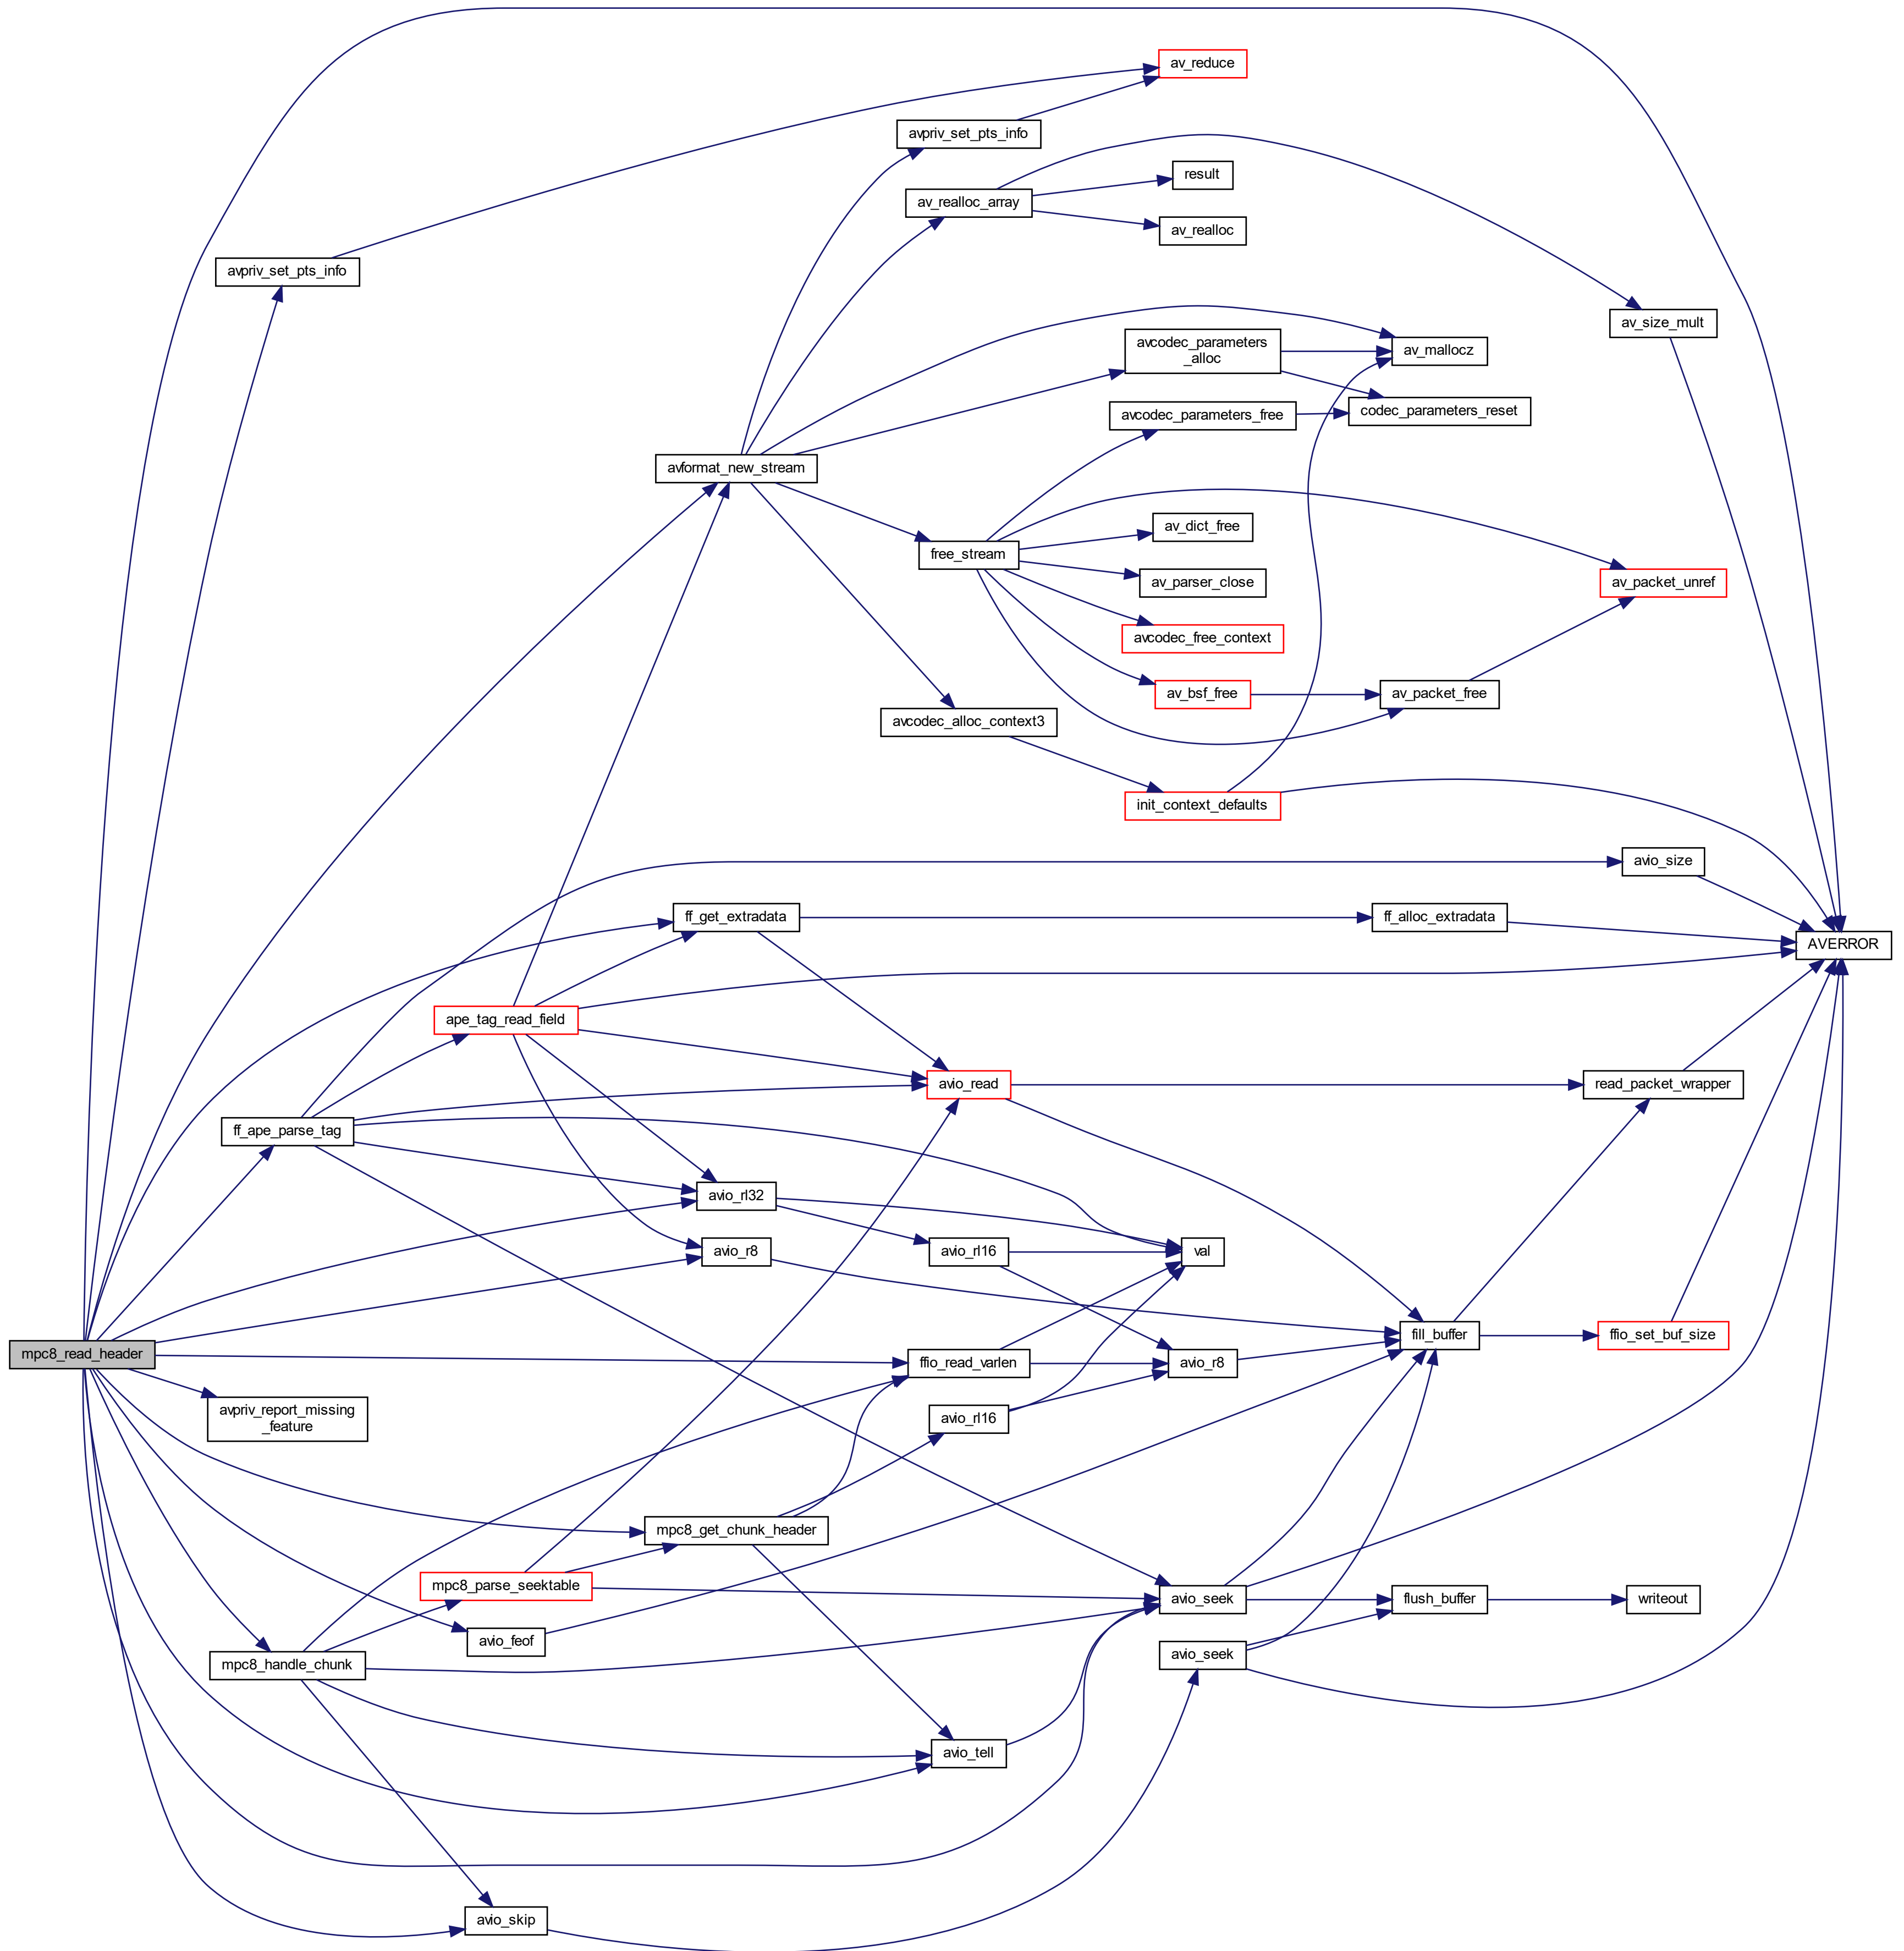 av_reduce
avpriv_set_pts_info
result
av_realloc_array
av_realloc
avpriv_set_pts_info
av_size_mult
avcodec_parameters
_alloc
av_mallocz
avcodec_parameters_free
codec_parameters_reset
avformat_new_stream
av_dict_free
free_stream
av_parser_close
av_packet_unref
avcodec_free_context
av_bsf_free
av_packet_free
avcodec_alloc_context3
init_context_defaults
avio_size
ff_get_extradata
ff_alloc_extradata
AVERROR
ape_tag_read_field
avio_read
read_packet_wrapper
ff_ape_parse_tag
avio_rl32
avio_r8
avio_rl16
val
mpc8_read_header
ffio_read_varlen
avio_r8
fill_buffer
ffio_set_buf_size
avpriv_report_missing
_feature
avio_rl16
mpc8_get_chunk_header
mpc8_parse_seektable
avio_seek
flush_buffer
writeout
avio_feof
mpc8_handle_chunk
avio_seek
avio_tell
avio_skip